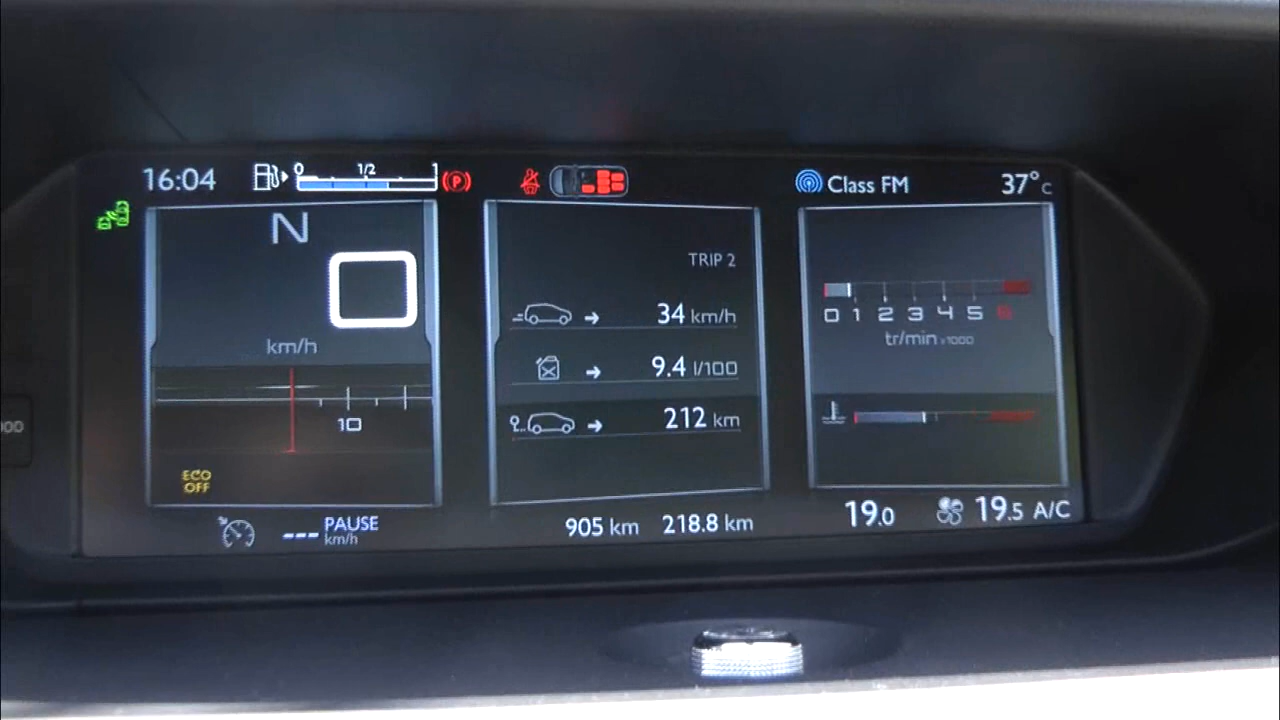 16:04
0 1/2 1
P
Class FM
37°C
N
km/h
10
ECO
OFF
PAUSE
--- km/h
TRIP 2
34 km/h
9.4 l/100
212 km
905 km 218.8 km
0 1 2 3 4 5
tr/min x1000
19.0
19.5 A/C